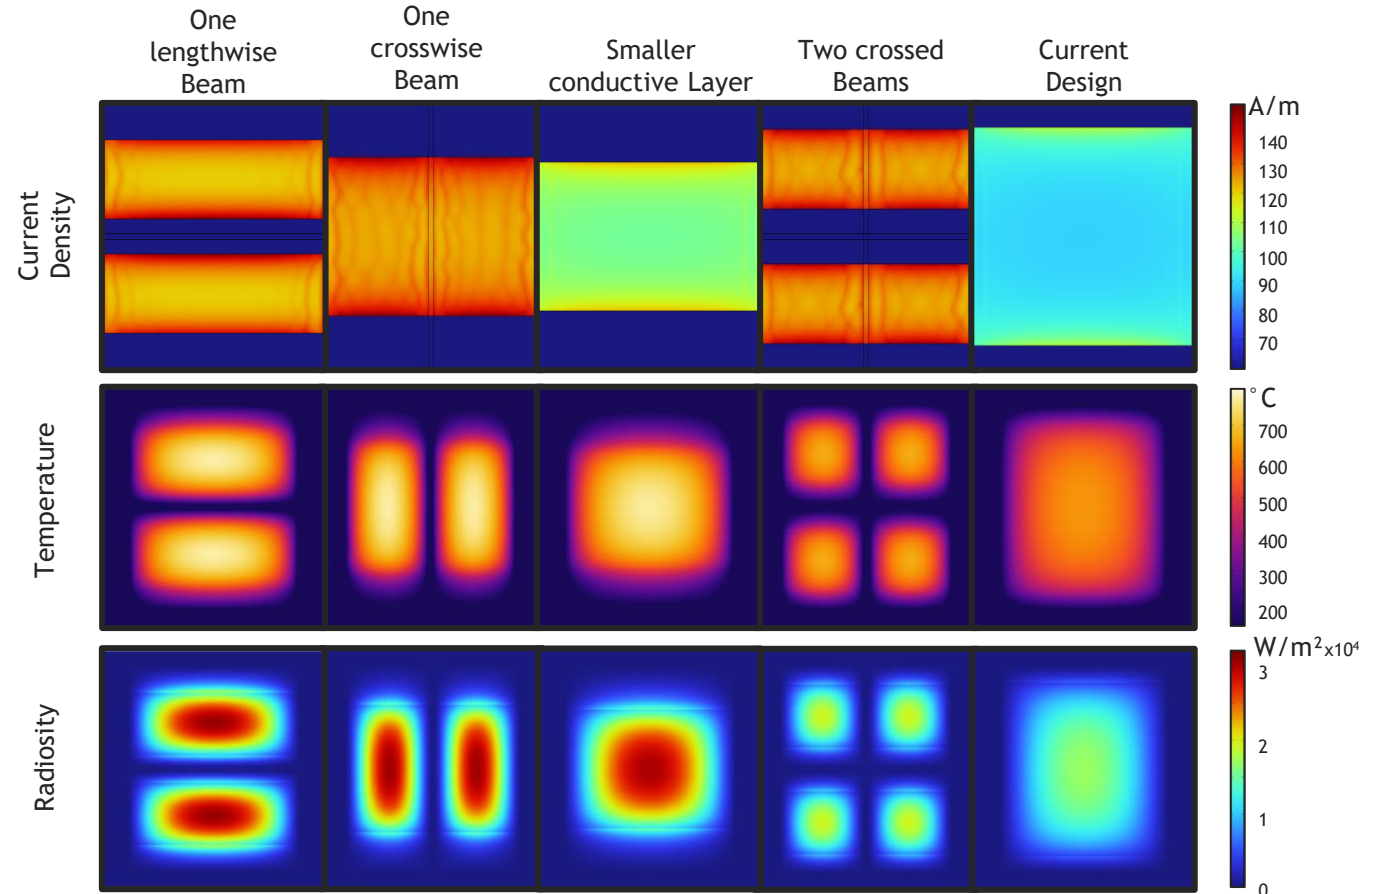 One
lengthwise
Beam
One
crosswise
Beam
Smaller
conductive Layer
Two crossed
Beams
Current
Design
Current
Density
A/m
140
130
120
110
100
90
80
70
Temperature
°C
700
600
500
400
300
200
Radiosity
W/m²x10⁴
3
2
1
0